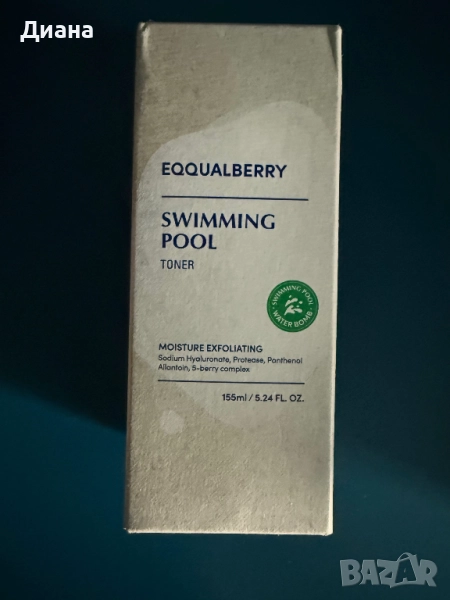 Диана
EQQUALBERRY
SWIMMING
POOL
TONER
SWIMMING POOL
WATER BOMB
MOISTURE EXFOLIATING
Sodium Hyaluronate, Protease, Panthenol
Allantoin, 5-berry complex
155ml / 5.24 FL. OZ.
BAZAR